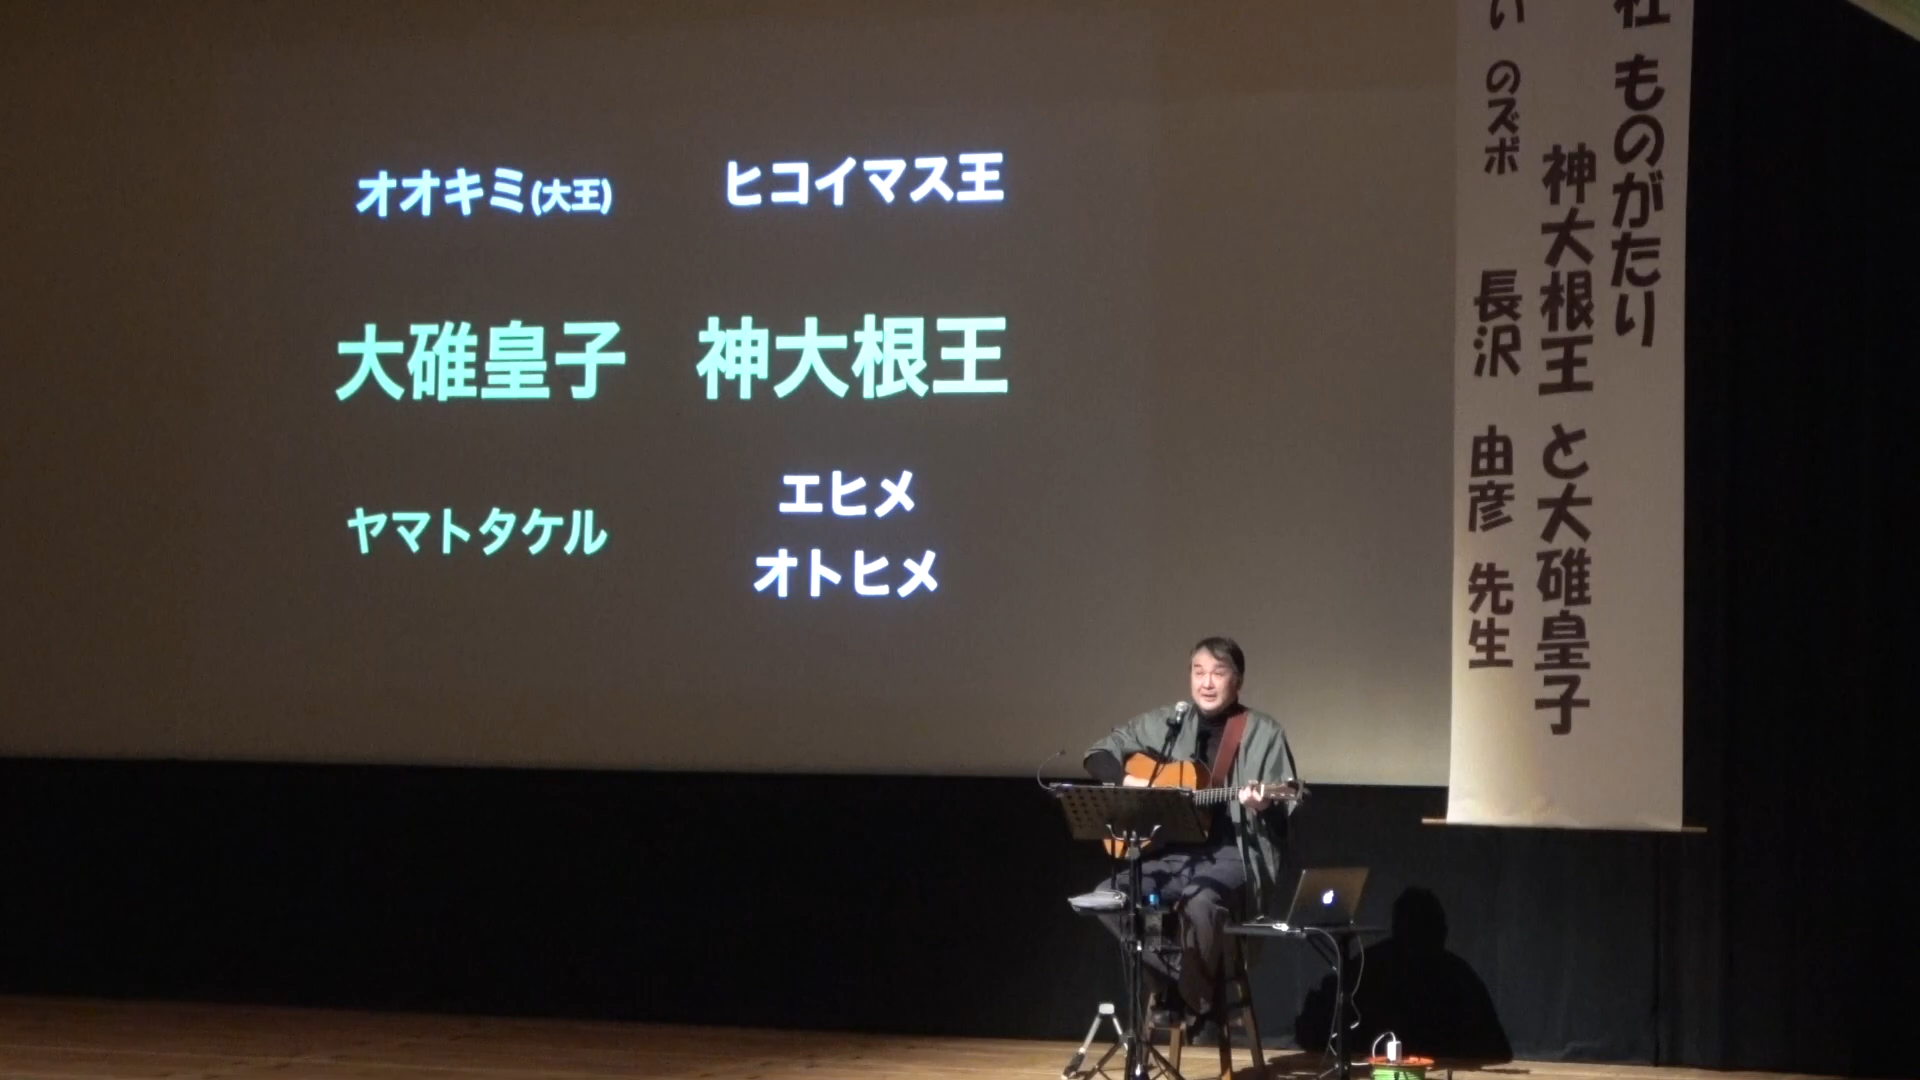 オオキミ(大王) ヒコイマス王
大碓皇子 神大根王
ヤマトタケル エヒメ
オトヒメ
社 ものがたり
神大根王 と 大碓皇子
い のズボ 長沢 由彦 先生